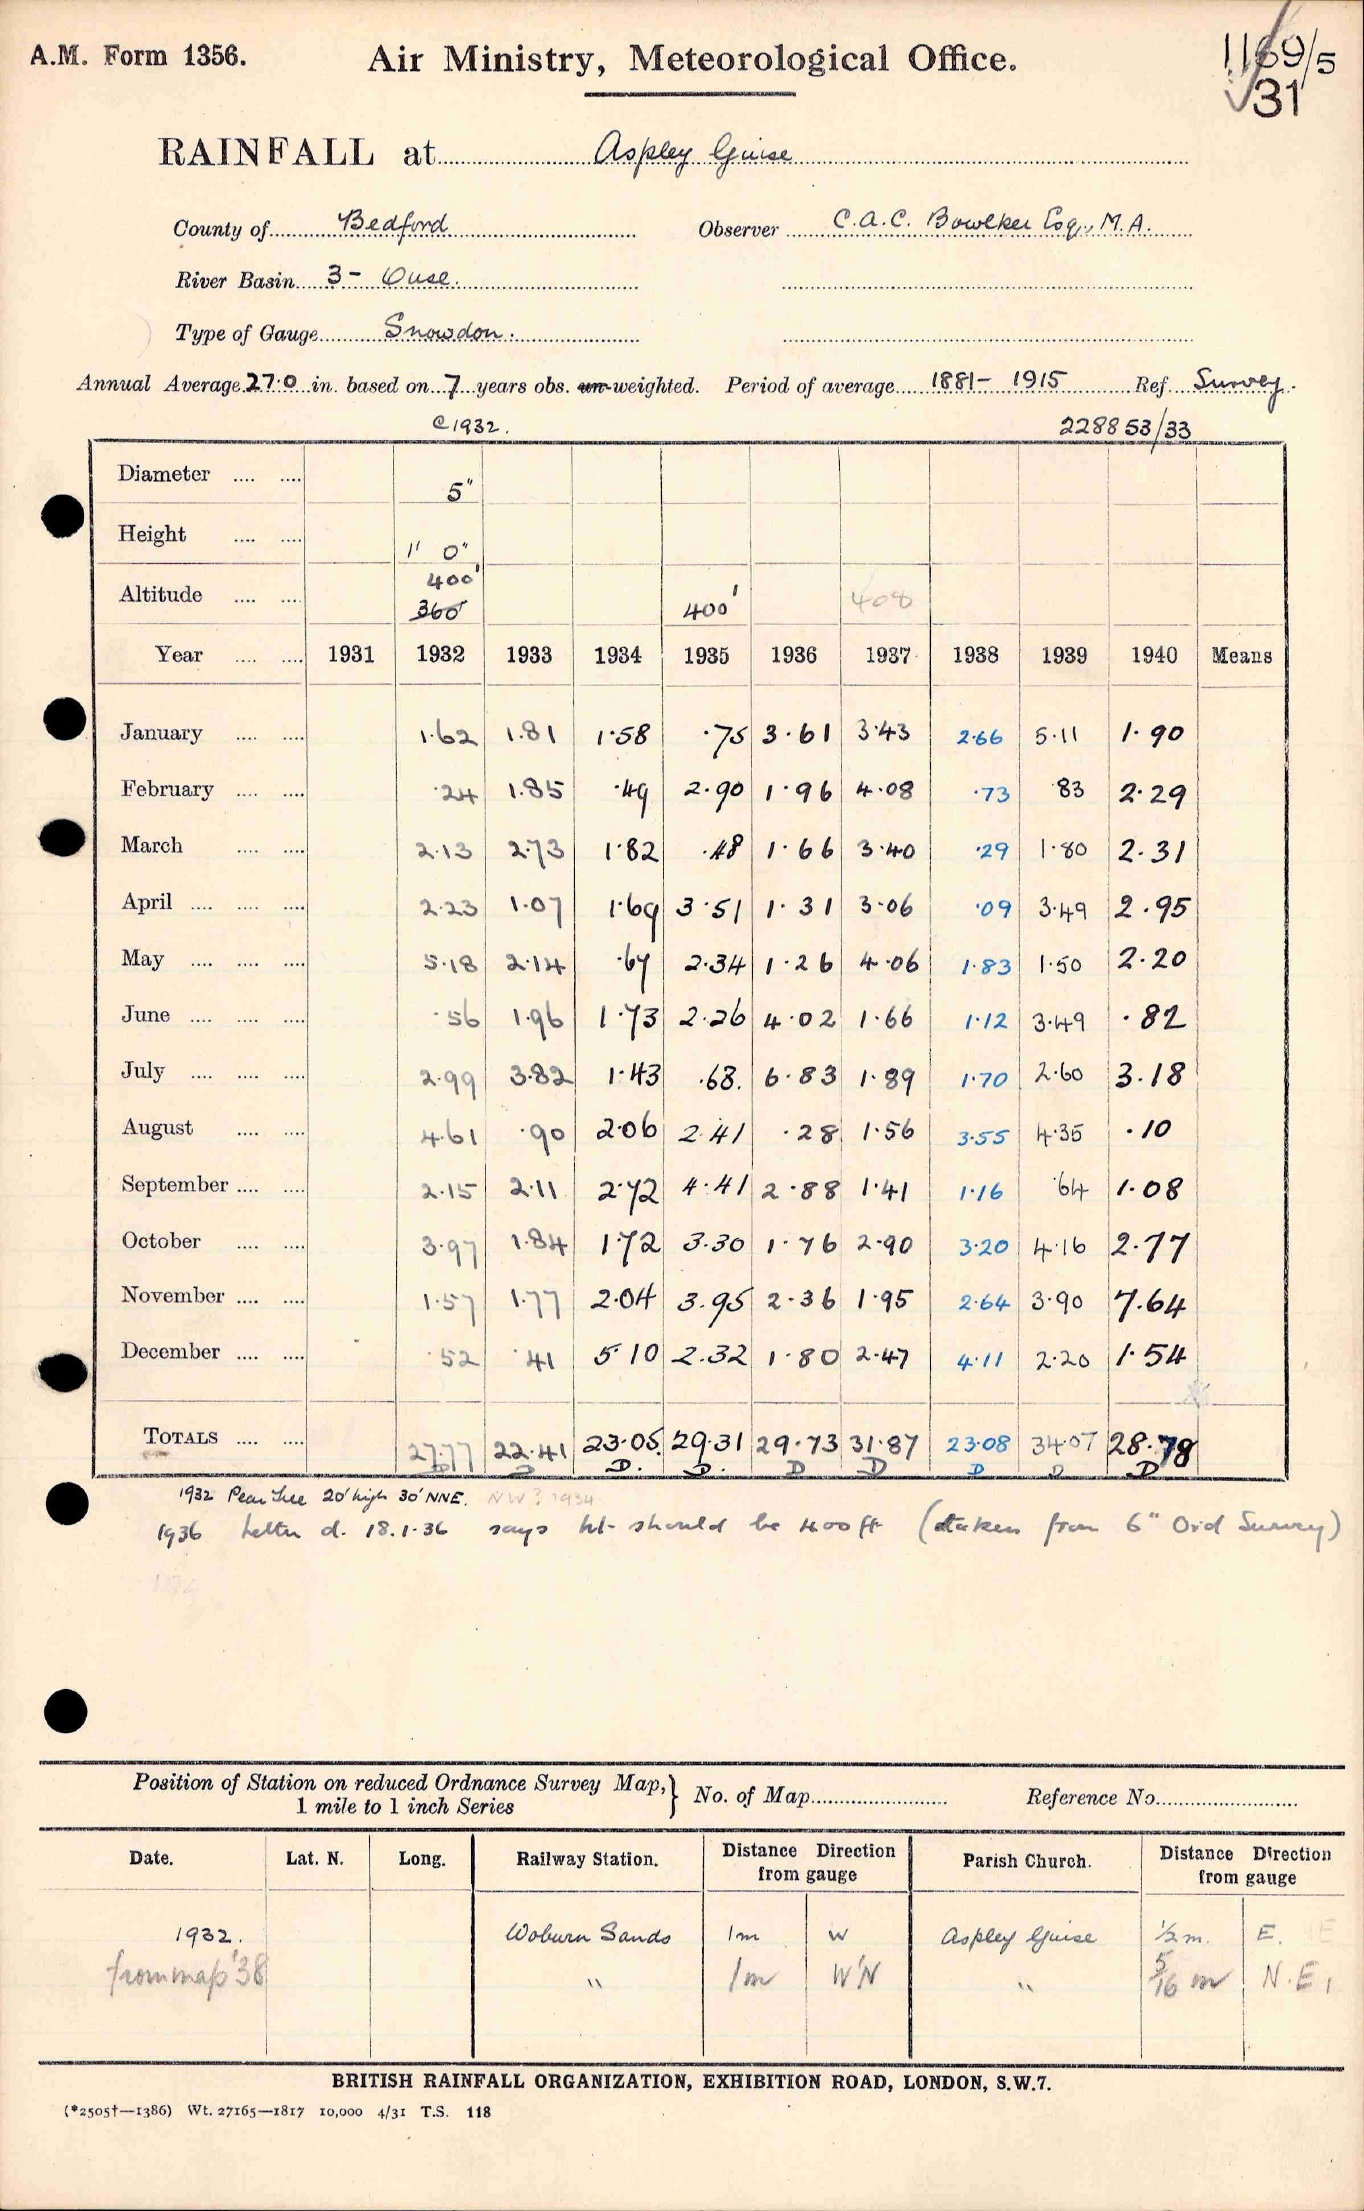 A.M. Form 1356.
Air Ministry, Meteorological Office.
1169/5
31
RAINFALL at Aspley Guise
County of Bedford Observer C.A.C. Bowlker Esq., M.A.
River Basin 3- Ouse.
Type of Gauge Snowdon.
Annual Average 27.0 in. based on 7 years obs. un-weighted. Period of average 1881- 1915 Ref. Survey.
C1932. 228853/33
Diameter .... .... 5"
Height .... .... 1' 0"
400'
Altitude .... .... 360' 400' 408
Year .... .... 1931 1932 1933 1934 1935 1936 1937 1938 1939 1940 Means
January .... .... 1.62 1.81 1.58 .75 3.61 3.43 2.66 5.11 1.90
February .... .... .24 1.85 .49 2.90 1.96 4.08 .73 .83 2.29
March .... .... 2.13 2.73 1.82 .48 1.66 3.40 .29 1.80 2.31
April .... .... .... 2.23 1.07 1.69 3.51 1.31 3.06 .09 3.49 2.95
May .... .... .... 5.18 2.14 .67 2.34 1.26 4.06 1.83 1.50 2.20
June .... .... .... .56 1.96 1.73 2.26 4.02 1.66 1.12 3.49 .82
July .... .... .... 2.99 3.82 1.43 .68. 6.83 1.89 1.70 2.60 3.18
August .... .... 4.61 .90 2.06 2.41 .28 1.56 3.55 4.35 .10
September .... .... 2.15 2.11 2.72 4.41 2.88 1.41 1.16 .64 1.08
October .... .... 3.97 1.84 1.72 3.30 1.76 2.90 3.20 4.16 2.77
November .... .... 1.57 1.77 2.04 3.95 2.36 1.95 2.64 3.90 7.64
December .... .... .52 .41 5.10 2.32 1.80 2.47 4.11 2.20 1.54
TOTALS .... .... 27.77 22.41 23.05. 29.31 29.73 31.87 23.08 34.07 28.78
D D D. D. D D D D D
1932 Pear Tree 20' high 30' NNE. NW? 1934
1936 letter d. 18.1.36 says ht. should be 400 ft (taken from 6" Ord Survey)
Position of Station on reduced Ordnance Survey Map,
1 mile to 1 inch Series
No. of Map Reference No.
Date. Lat. N. Long. Railway Station. Distance Direction from gauge Parish Church. Distance Direction from gauge
1932. Woburn Sands 1m W Aspley Guise ½ m. E. E
from map '38 " 1m W'N " 5/16 m N.E.
BRITISH RAINFALL ORGANIZATION, EXHIBITION ROAD, LONDON, S.W.7.
(*2505†—1386) Wt. 27165—1817 10,000 4/31 T.S. 118